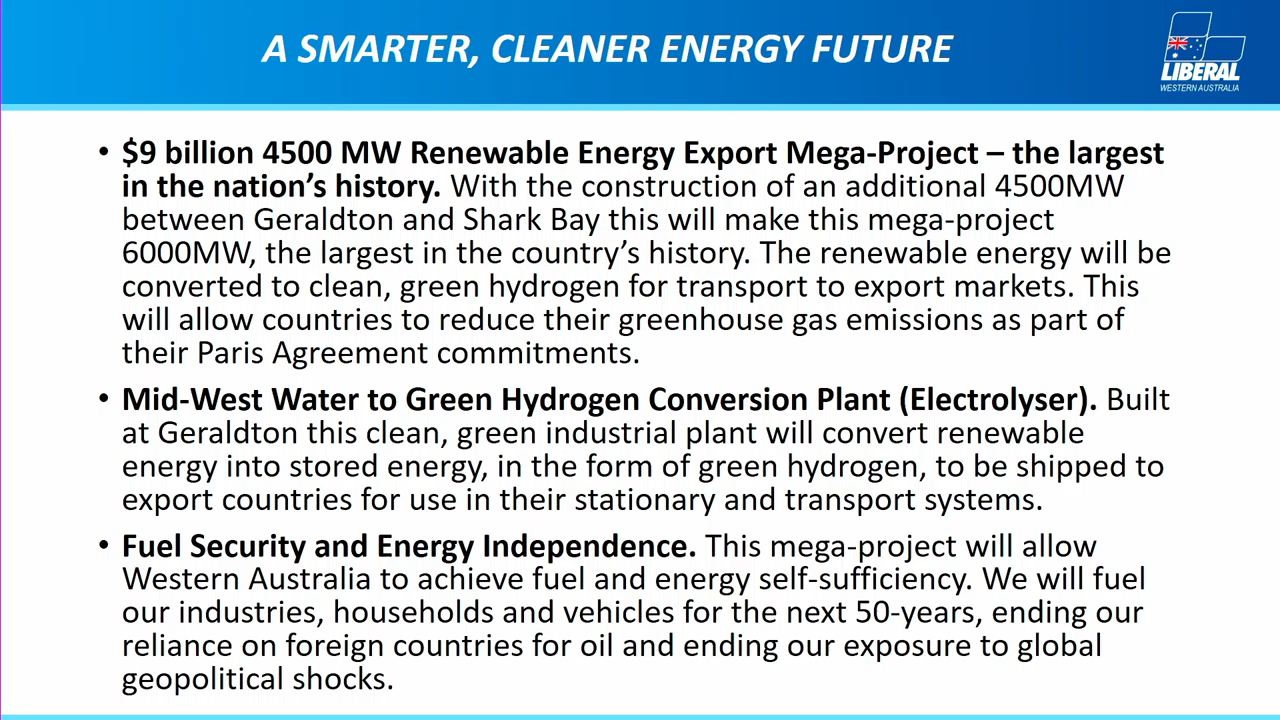 A SMARTER, CLEANER ENERGY FUTURE
LIBERAL
WESTERN AUSTRALIA
• $9 billion 4500 MW Renewable Energy Export Mega-Project – the largest
in the nation’s history. With the construction of an additional 4500MW
between Geraldton and Shark Bay this will make this mega-project
6000MW, the largest in the country’s history. The renewable energy will be
converted to clean, green hydrogen for transport to export markets. This
will allow countries to reduce their greenhouse gas emissions as part of
their Paris Agreement commitments.
• Mid-West Water to Green Hydrogen Conversion Plant (Electrolyser). Built
at Geraldton this clean, green industrial plant will convert renewable
energy into stored energy, in the form of green hydrogen, to be shipped to
export countries for use in their stationary and transport systems.
• Fuel Security and Energy Independence. This mega-project will allow
Western Australia to achieve fuel and energy self-sufficiency. We will fuel
our industries, households and vehicles for the next 50-years, ending our
reliance on foreign countries for oil and ending our exposure to global
geopolitical shocks.